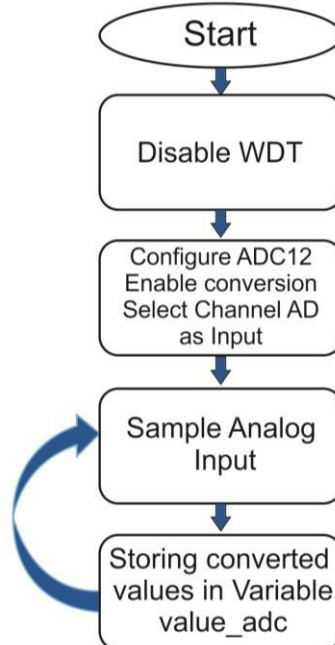 Start
Disable WDT
Configure ADC12
Enable conversion
Select Channel AD
as Input
Sample Analog
Input
Storing converted
values in Variable
value_adc